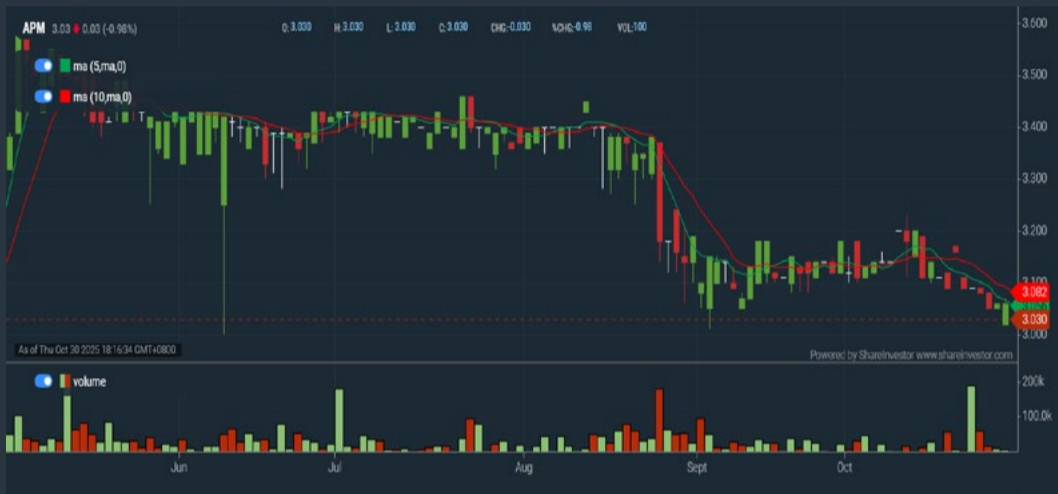 APM 3.03 0.03 (-0.98%) O: 3.030 H: 3.030 L: 3.030 C: 3.030 CHG:-0.030 %CHG:-0.98 VOL:100
ma (5,ma,0)
ma (10,ma,0)
3.600
3.500
3.400
3.300
3.200
3.100
3.082
3.030
3.000
As of Thu Oct 30 2025 18:16:34 GMT+0800
Powered by ShareInvestor www.shareinvestor.com
volume
200k
100.0k
Jun Jul Aug Sept Oct